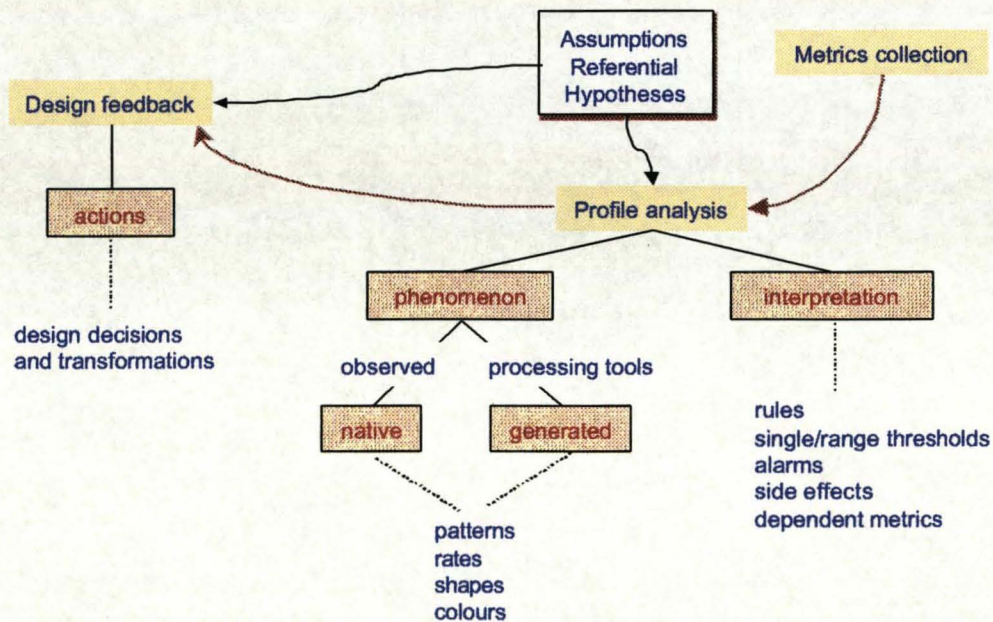 Assumptions
Referential
Hypotheses
Metrics collection
Design feedback
actions
Profile analysis
phenomenon
interpretation
design decisions
and transformations
observed
processing tools
native
generated
rules
single/range thresholds
alarms
side effects
dependent metrics
patterns
rates
shapes
colours